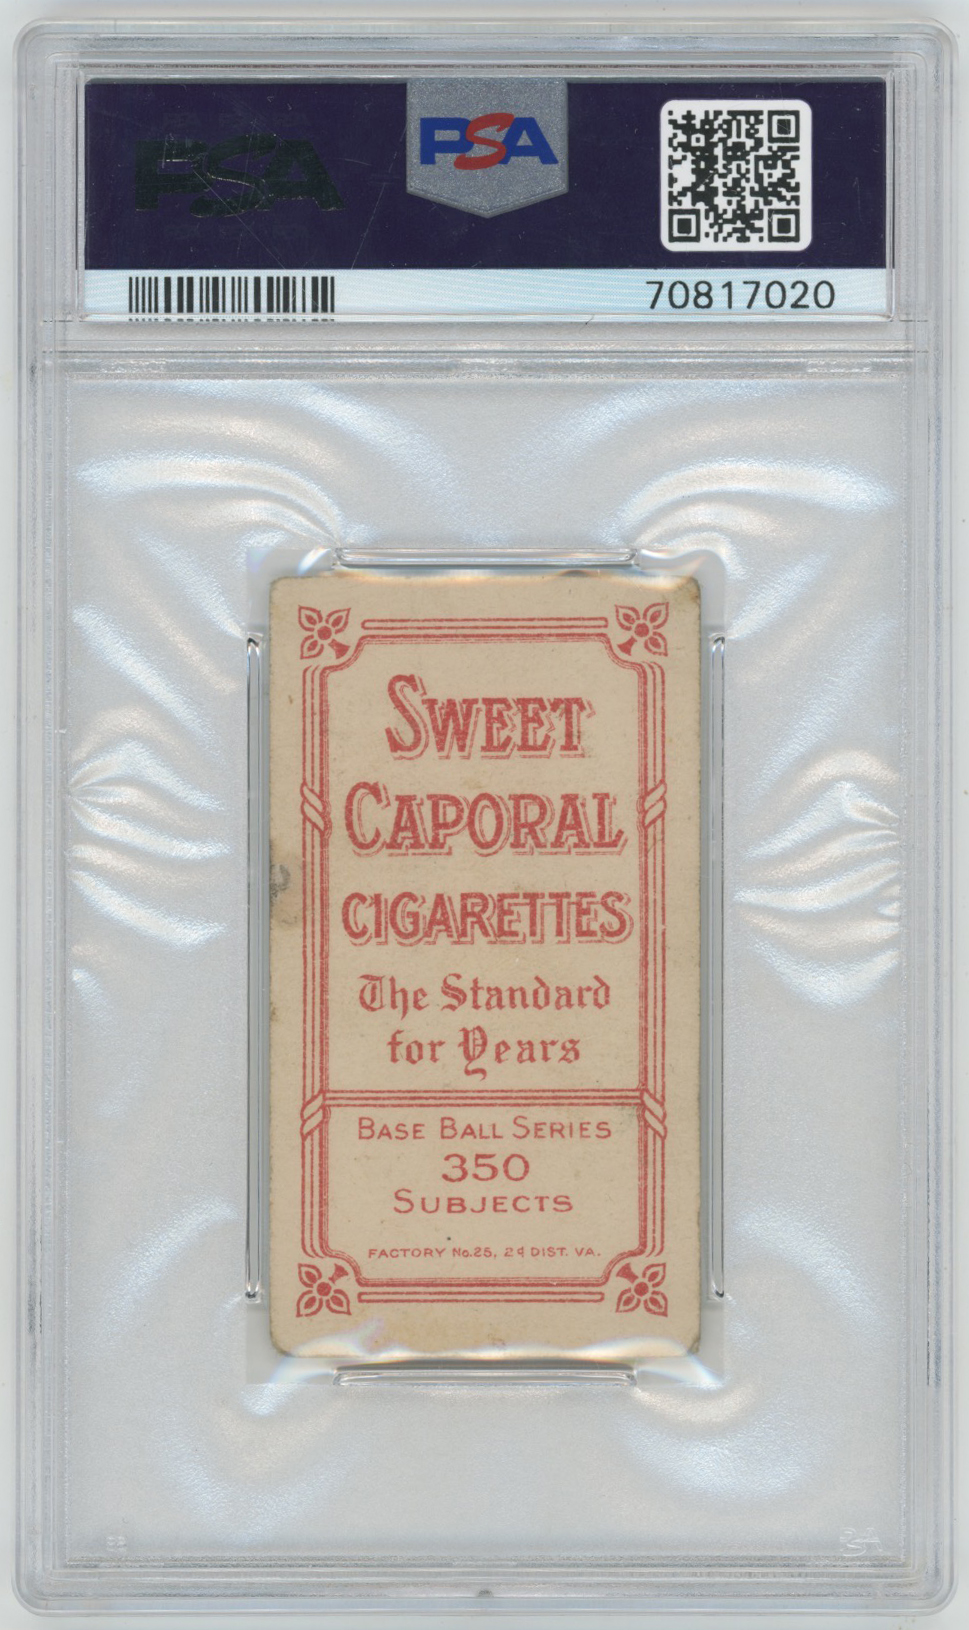 PSA
PSA
70817020
SWEET
CAPORAL
CIGARETTES
The Standard
for Years
BASE BALL SERIES
350
SUBJECTS
FACTORY No. 25, 2d DIST. VA.